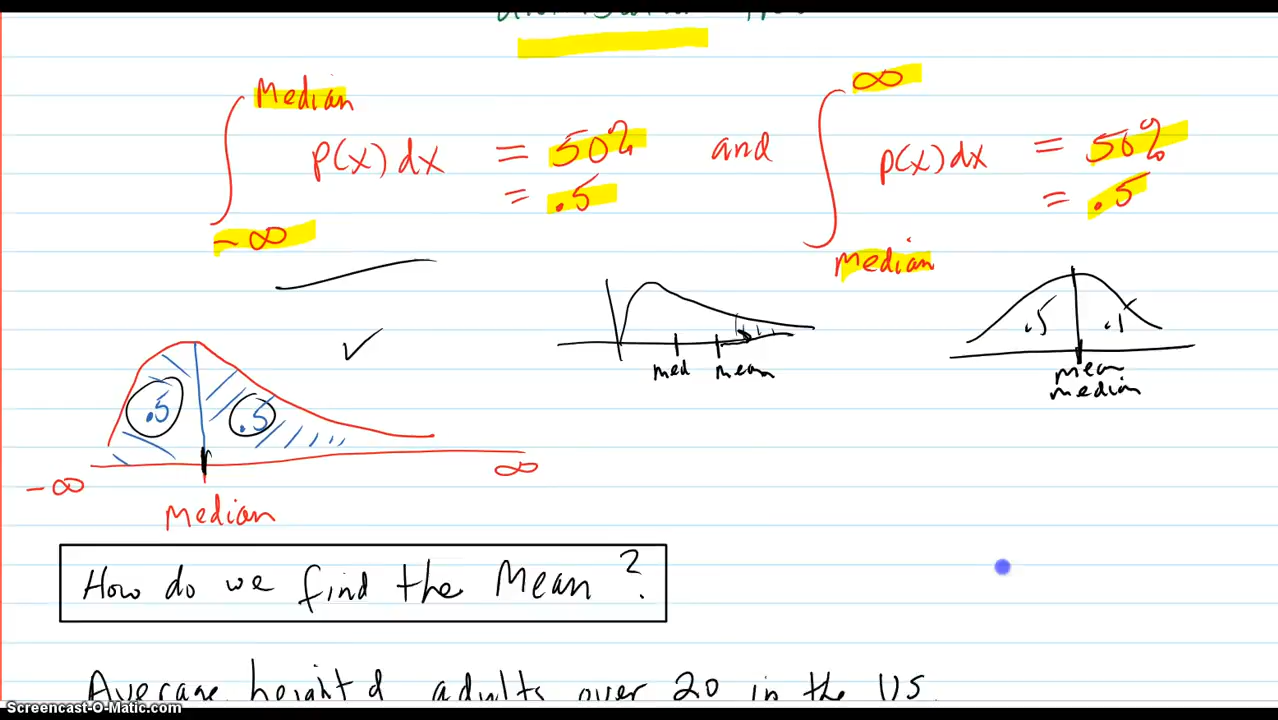 ∫ Median p(x) dx = 50% and ∫ ∞ p(x) dx = 50%
= .5 = .5
-∞ Median
.5 .5
med mean
mean
median
.5 .5
-∞ ∞
Median
How do we find the Mean?
Average height of adults over 20 in the US.
Screencast-O-Matic.com